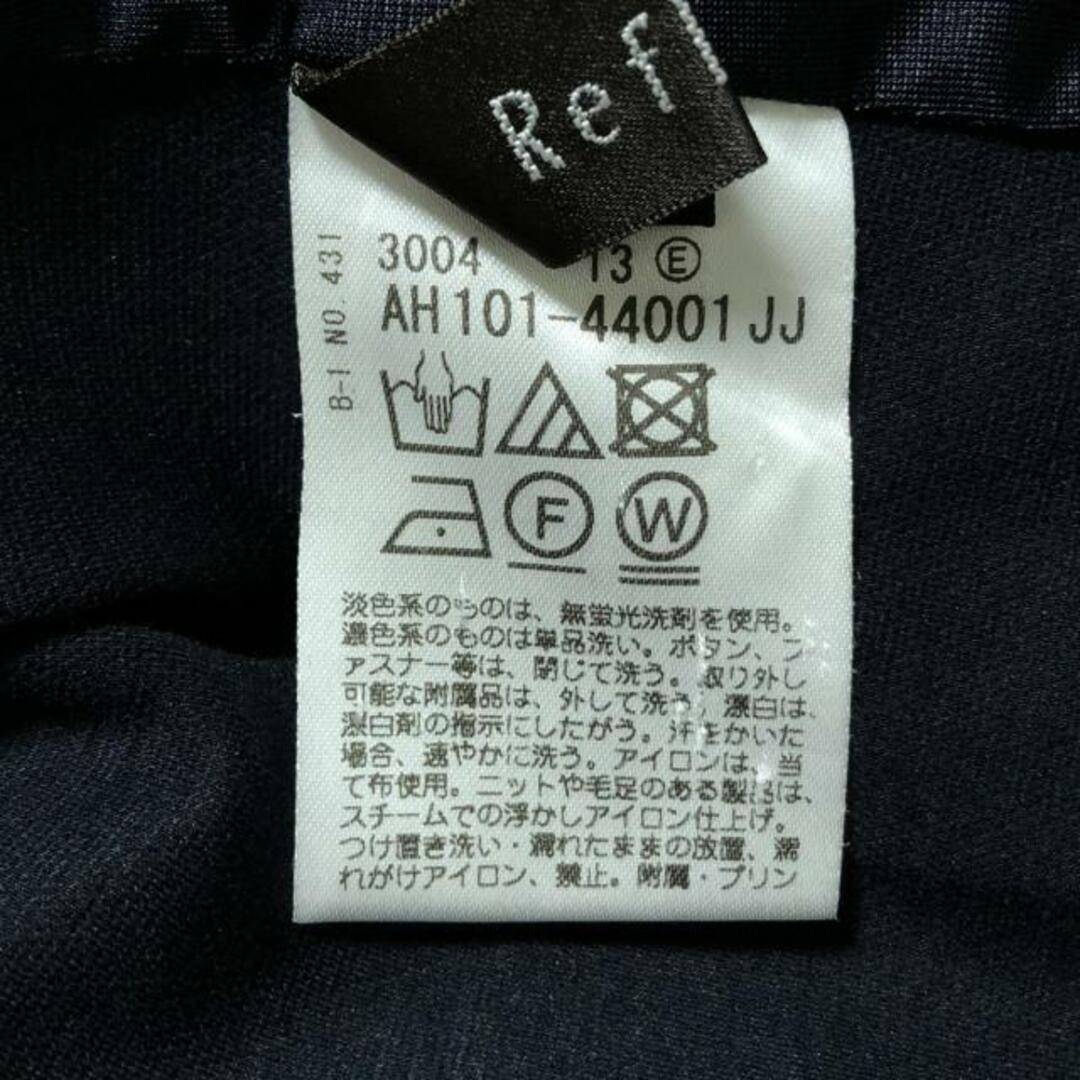 Ref
3004 13 Ⓔ
AH101-44001 JJ
B-1 NO. 431
F W
淡色系のものは、無蛍光洗剤を使用。
濃色系のものは単品洗い。ボタン、フ
ァスナー等は、閉じて洗う。取り外し
可能な附属品は、外して洗う。漂白は、
漂白剤の指示にしたがう。汗をかいた
場合、速やかに洗う。アイロンは、当
て布使用。ニットや毛足のある製品は、
スチームでの浮かしアイロン仕上げ。
つけ置き洗い・濡れたままの放置、濡
れがけアイロン、禁止。附属・プリン